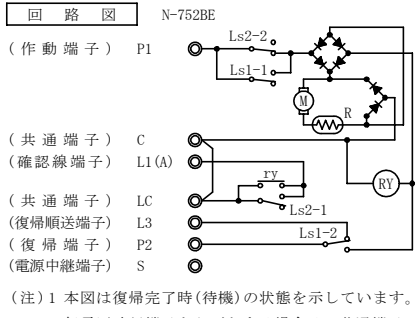 回路図 N-752BE
(作動端子) P1
Ls2-2
Ls1-1
M
R
(共通端子) C
(確認線端子) L1(A)
ry
RY
(共通端子) LC
Ls2-1
(復帰順送端子) L3
Ls1-2
(復帰端子) P2
(電源中継端子) S
(注)1 本図は復帰完了時(待機)の状態を示しています。